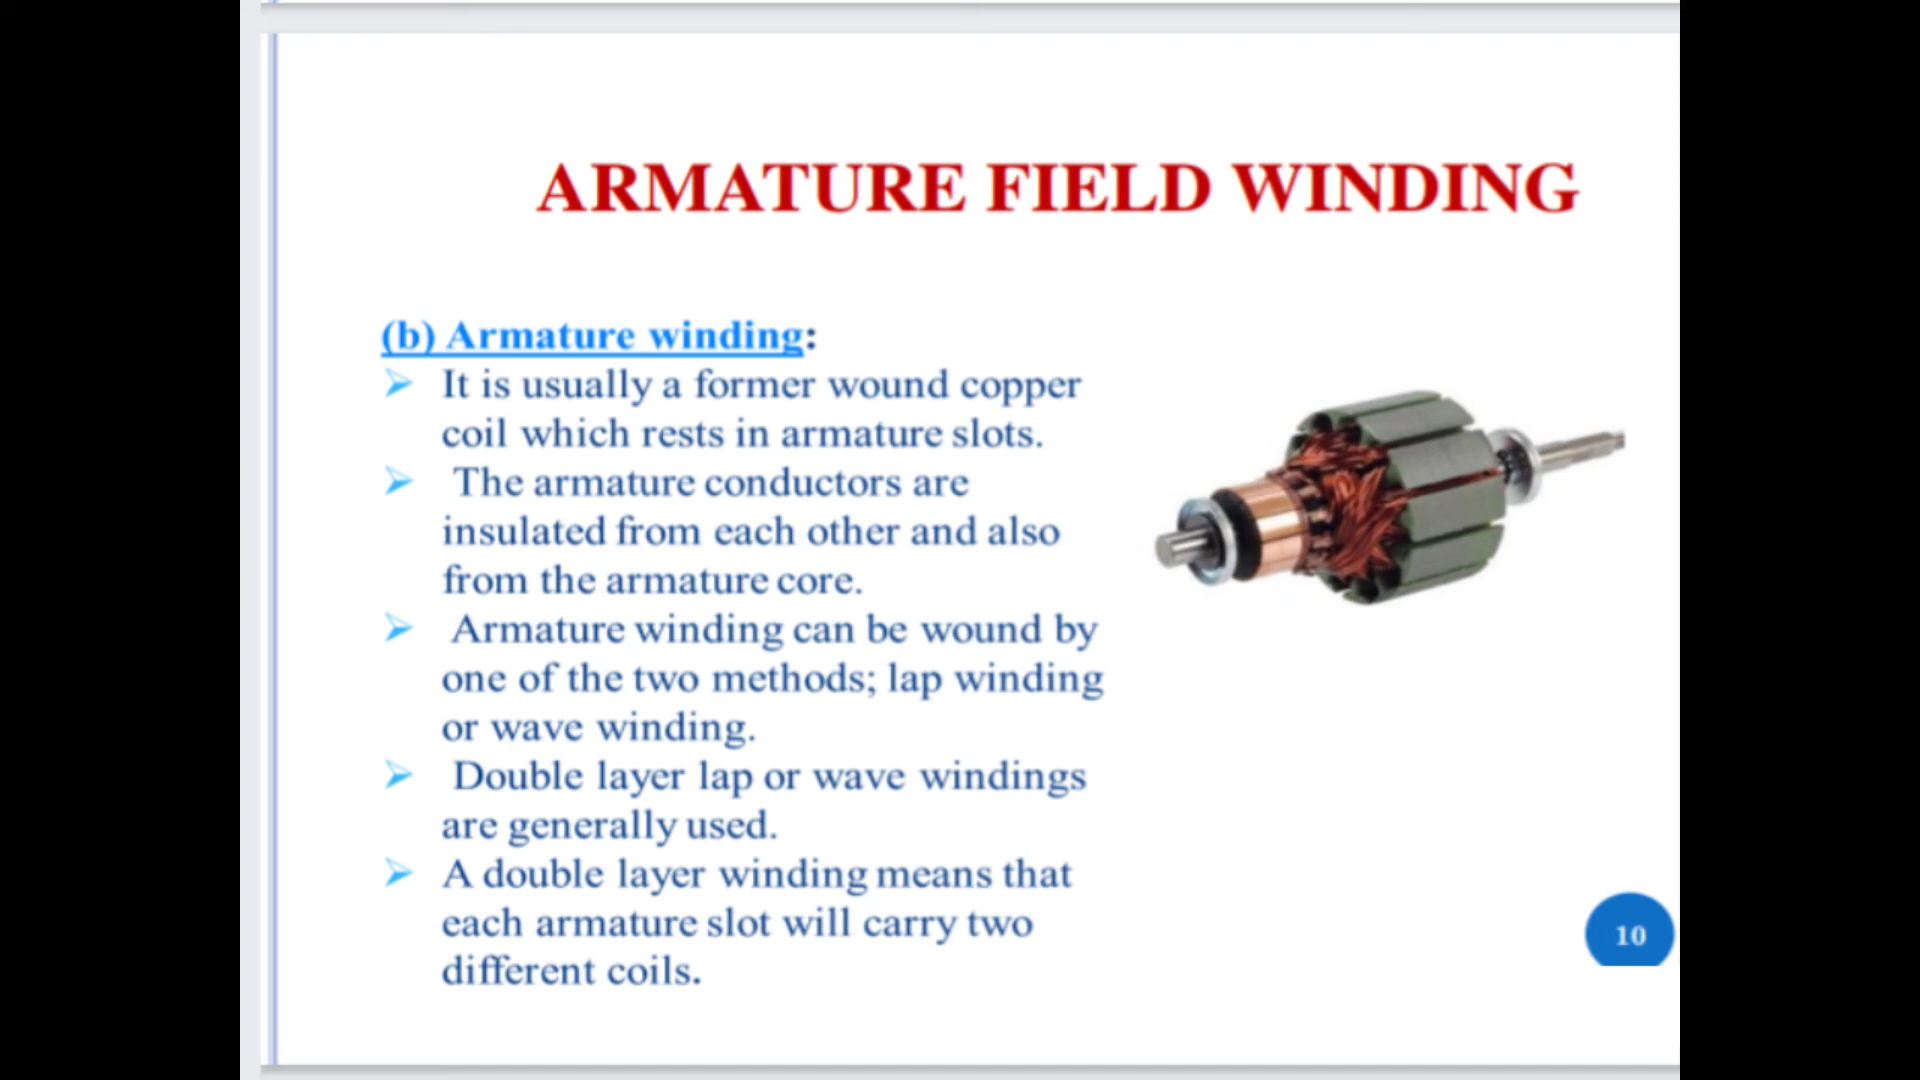 ARMATURE FIELD WINDING
(b) Armature winding:
➢ It is usually a former wound copper
coil which rests in armature slots.
➢ The armature conductors are
insulated from each other and also
from the armature core.
➢ Armature winding can be wound by
one of the two methods; lap winding
or wave winding.
➢ Double layer lap or wave windings
are generally used.
➢ A double layer winding means that
each armature slot will carry two
different coils.
10